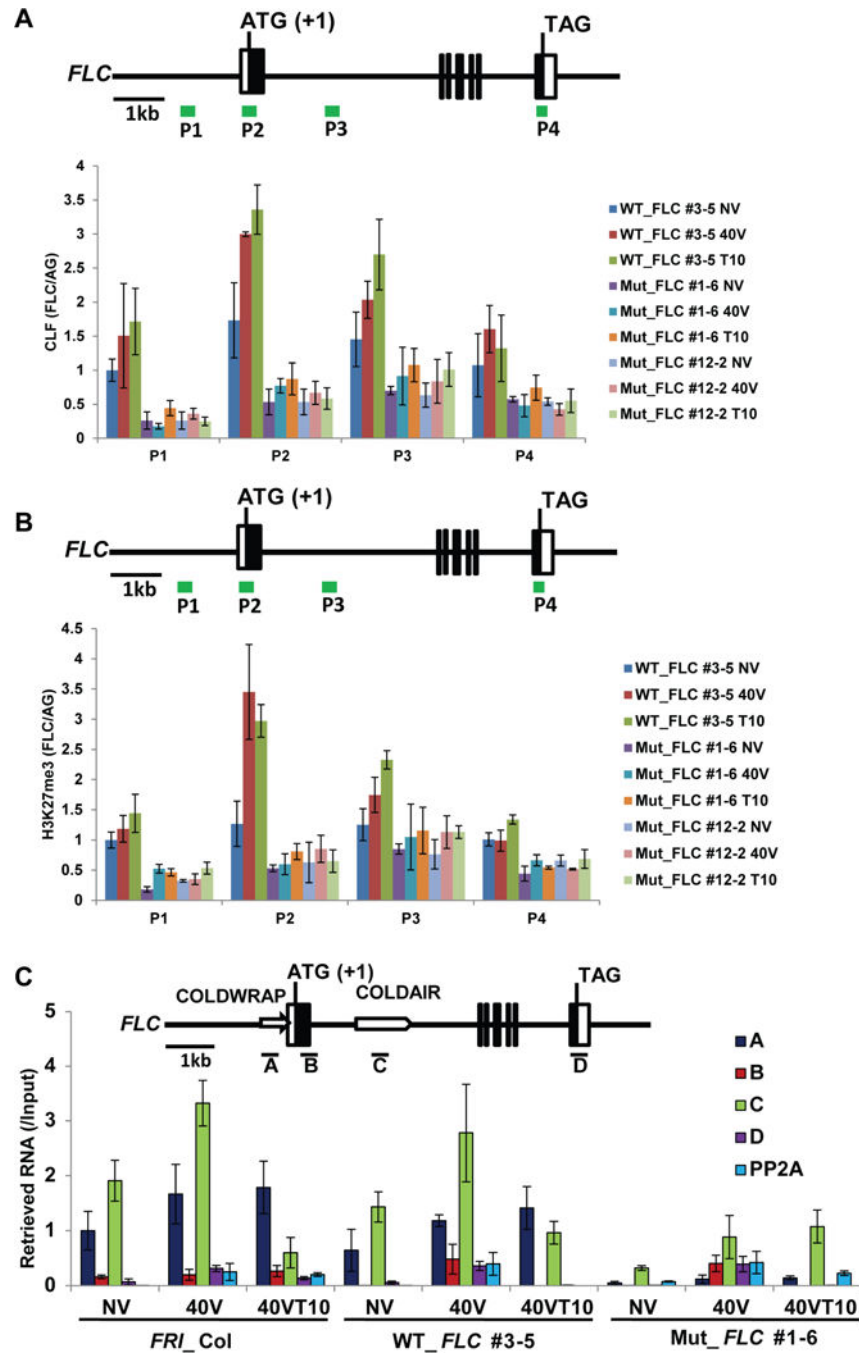 A
ATG (+1)
TAG
FLC
1kb
P1
P2
P3
P4
4
3.5
3
2.5
2
1.5
1
0.5
0
CLF (FLC/AG)
P1
P2
P3
P4
WT_FLC #3-5 NV
WT_FLC #3-5 40V
WT_FLC #3-5 T10
Mut_FLC #1-6 NV
Mut_FLC #1-6 40V
Mut_FLC #1-6 T10
Mut_FLC #12-2 NV
Mut_FLC #12-2 40V
Mut_FLC #12-2 T10
B
ATG (+1)
TAG
FLC
1kb
P1
P2
P3
P4
4.5
4
3.5
3
2.5
2
1.5
1
0.5
0
H3K27me3 (FLC/AG)
P1
P2
P3
P4
WT_FLC #3-5 NV
WT_FLC #3-5 40V
WT_FLC #3-5 T10
Mut_FLC #1-6 NV
Mut_FLC #1-6 40V
Mut_FLC #1-6 T10
Mut_FLC #12-2 NV
Mut_FLC #12-2 40V
Mut_FLC #12-2 T10
C
ATG (+1)
TAG
COLDWRAP
COLDAIR
FLC
1kb
A
B
C
D
5
4
3
2
1
0
Retrieved RNA (/Input)
A
B
C
D
PP2A
NV
40V
40VT10
NV
40V
40VT10
NV
40V
40VT10
FRI_Col
WT_FLC #3-5
Mut_FLC #1-6